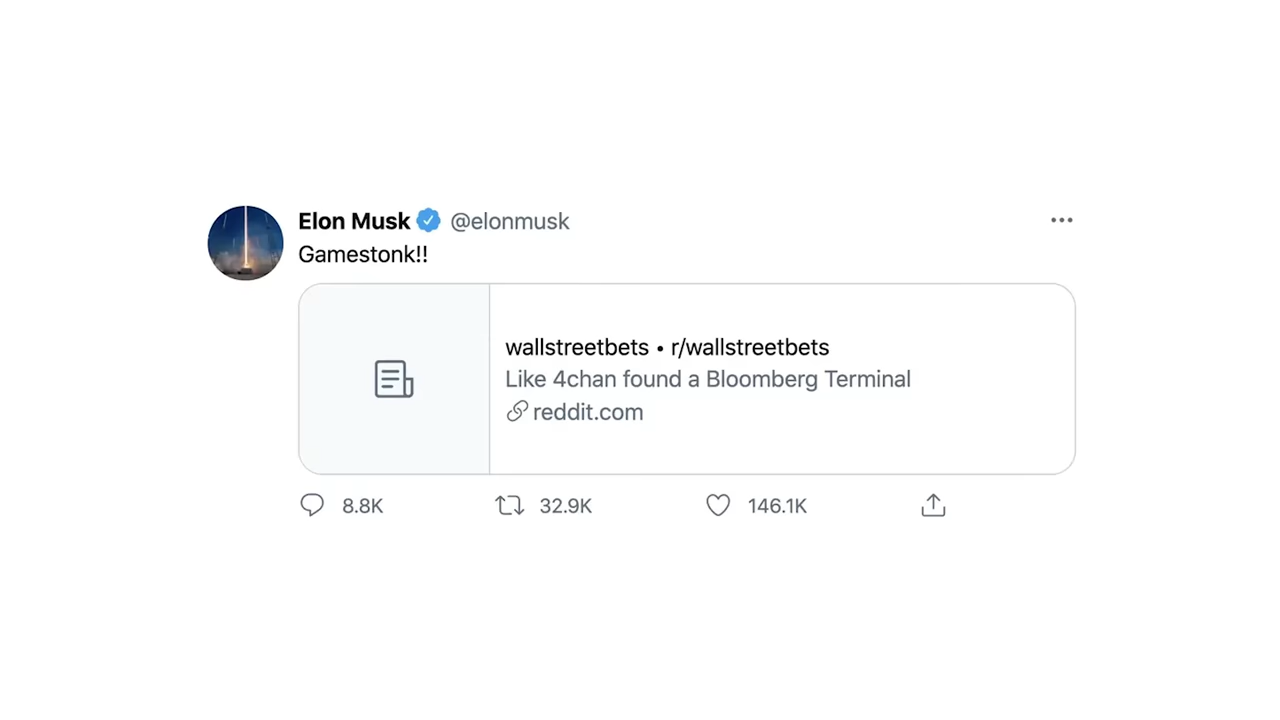 Elon Musk @elonmusk
Gamestonk!!
wallstreetbets • r/wallstreetbets
Like 4chan found a Bloomberg Terminal
reddit.com
8.8K 32.9K 146.1K